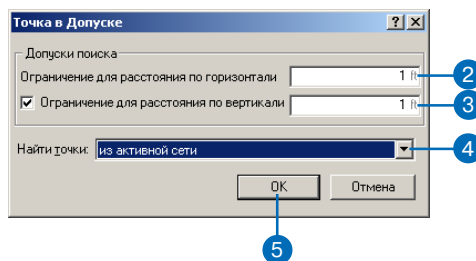 Точка в Допуске
Допуски поиска
Ограничение для расстояния по горизонтали 1 ft 2
Ограничение для расстояния по вертикали 1 ft 3
Найти точки: из активной сети 4
OK Отмена
5